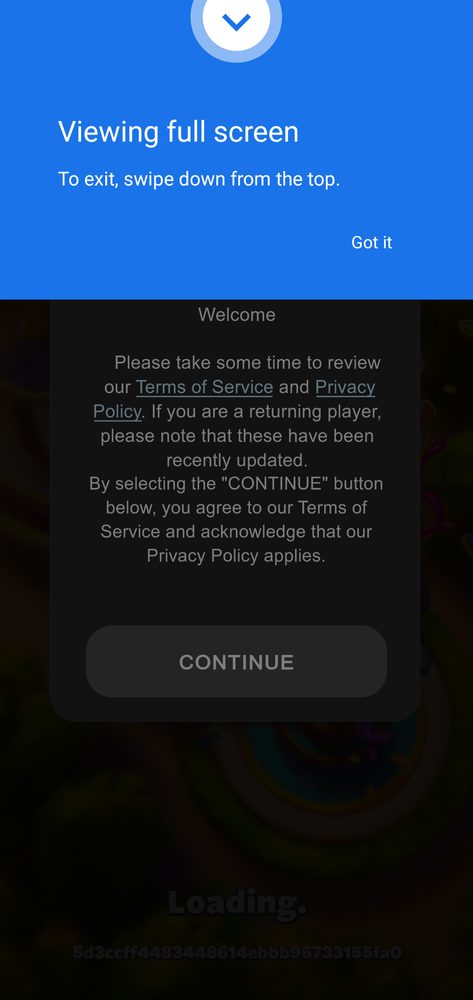 Viewing full screen
To exit, swipe down from the top.
Got it
Welcome
Please take some time to review
our Terms of Service and Privacy
Policy. If you are a returning player,
please note that these have been
recently updated.
By selecting the "CONTINUE" button
below, you agree to our Terms of
Service and acknowledge that our
Privacy Policy applies.
CONTINUE
Loading.
5d3ccff4483448614ebbb96733155fa0